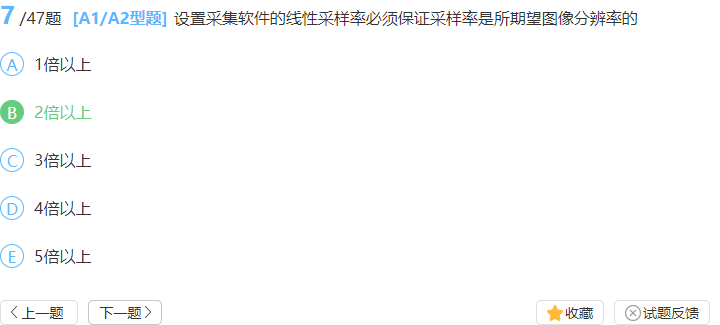 7 /47题 [A1/A2型题] 设置采集软件的线性采样率必须保证采样率是所期望图像分辨率的
A 1倍以上
B 2倍以上
C 3倍以上
D 4倍以上
E 5倍以上
上一题 下一题 收藏 试题反馈